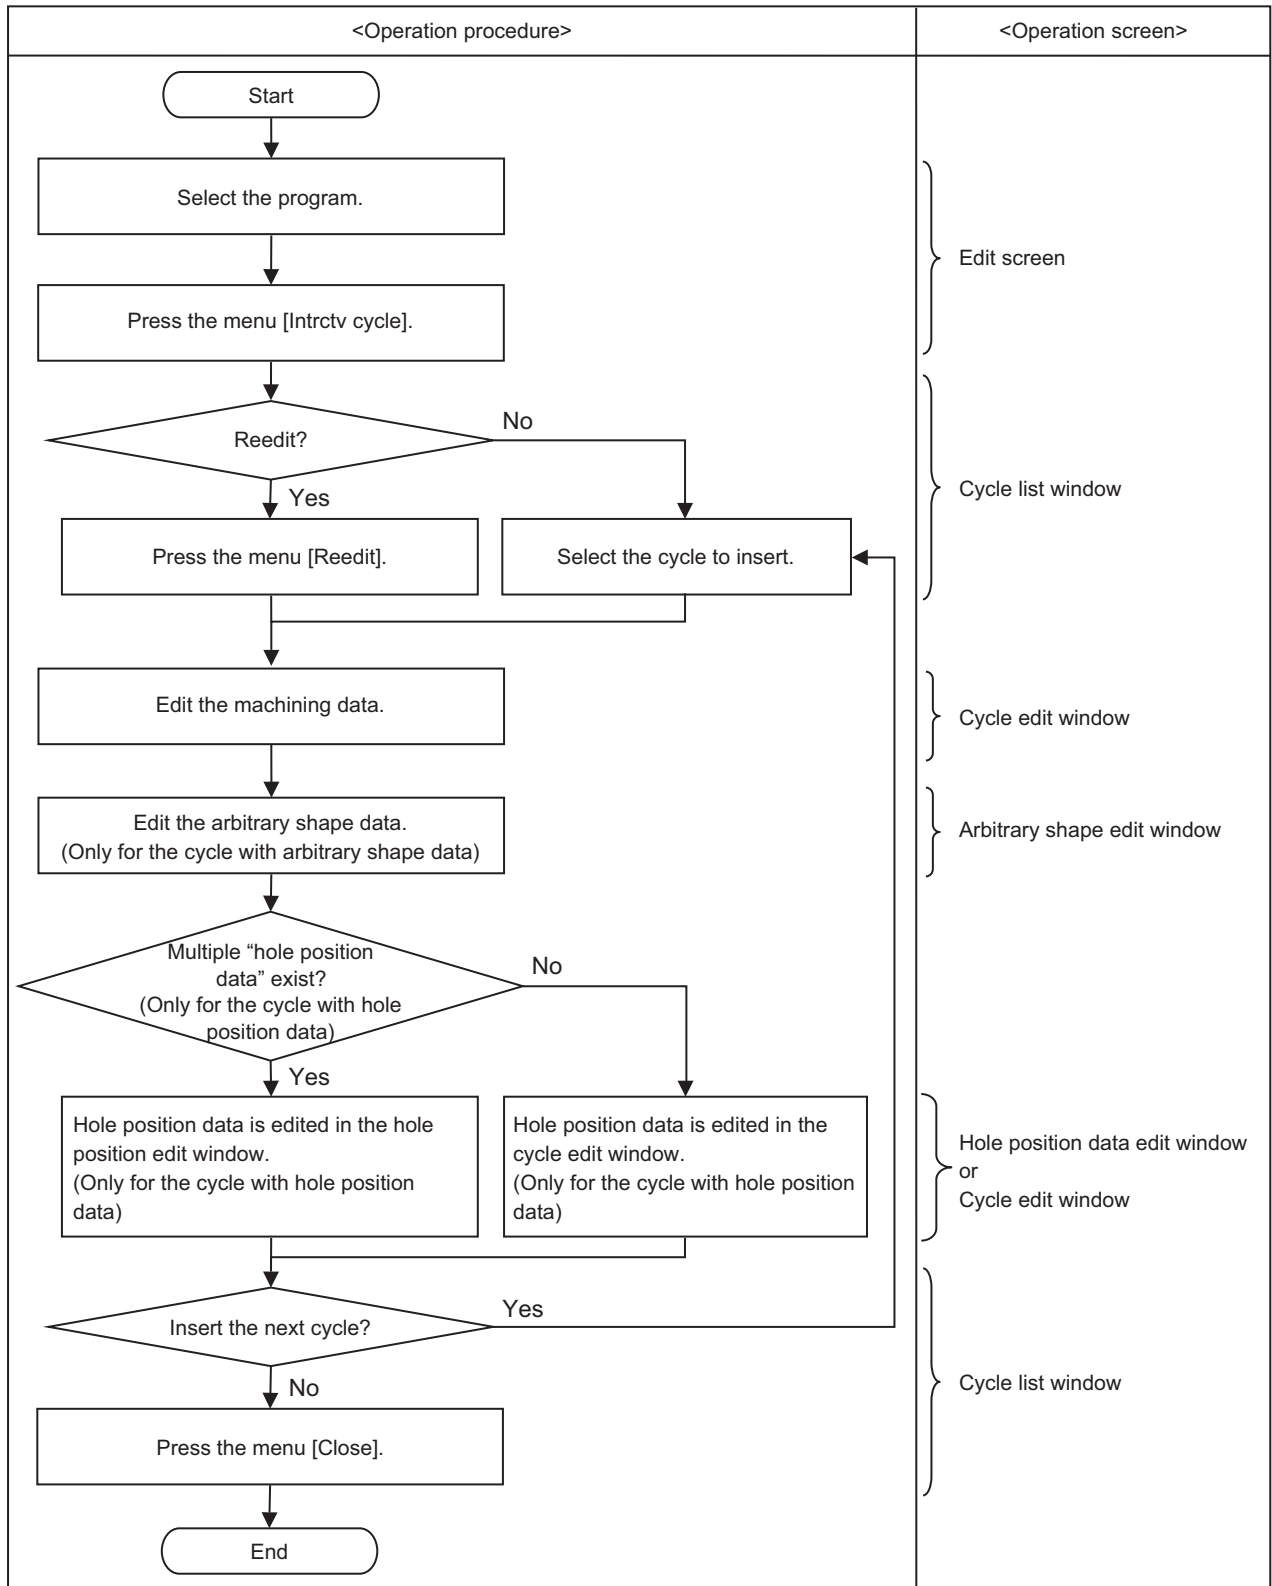 <Operation procedure>
<Operation screen>
Start
Select the program.
Edit screen
Press the menu [Intrctv cycle].
Reedit?
No
Yes
Cycle list window
Press the menu [Reedit].
Select the cycle to insert.
Edit the machining data.
Cycle edit window
Edit the arbitrary shape data.
(Only for the cycle with arbitrary shape data)
Arbitrary shape edit window
Multiple “hole position
data” exist?
(Only for the cycle with hole
position data)
No
Yes
Hole position data is edited in the hole
position edit window.
(Only for the cycle with hole position
data)
Hole position data is edited in the
cycle edit window.
(Only for the cycle with hole position
data)
Hole position data edit window
or
Cycle edit window
Insert the next cycle?
Yes
No
Cycle list window
Press the menu [Close].
End